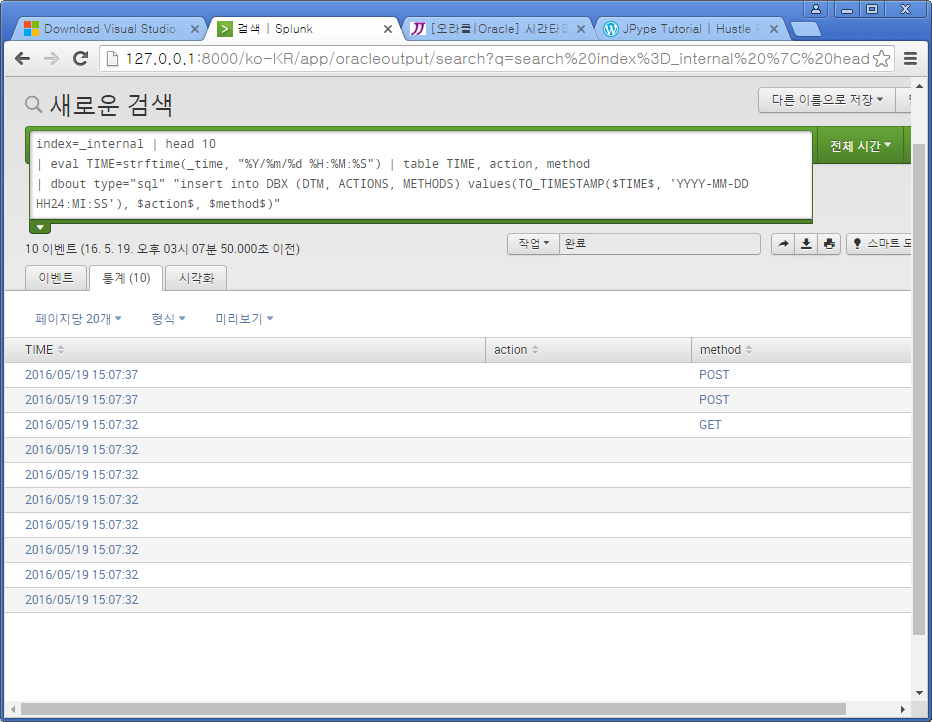 Download Visual Studio
검색 | Splunk
[오라클|Oracle] 시간타임
JPype Tutorial | Hustle P
127.0.0.1:8000/ko-KR/app/oracleoutput/search?q=search%20index%3D_internal%20%7C%20head
새로운 검색
다른 이름으로 저장
index=_internal | head 10
| eval TIME=strftime(_time, "%Y/%m/%d %H:%M:%S") | table TIME, action, method
| dbout type="sql" "insert into DBX (DTM, ACTIONS, METHODS) values(TO_TIMESTAMP($TIME$, 'YYYY-MM-DD
HH24:MI:SS'), $action$, $method$)"
전체 시간
10 이벤트 (16. 5. 19. 오후 03시 07분 50.000초 이전)
작업
완료
스마트 모
이벤트
통계 (10)
시각화
페이지당 20개
형식
미리보기
TIME action method
2016/05/19 15:07:37 POST
2016/05/19 15:07:37 POST
2016/05/19 15:07:32 GET
2016/05/19 15:07:32
2016/05/19 15:07:32
2016/05/19 15:07:32
2016/05/19 15:07:32
2016/05/19 15:07:32
2016/05/19 15:07:32
2016/05/19 15:07:32